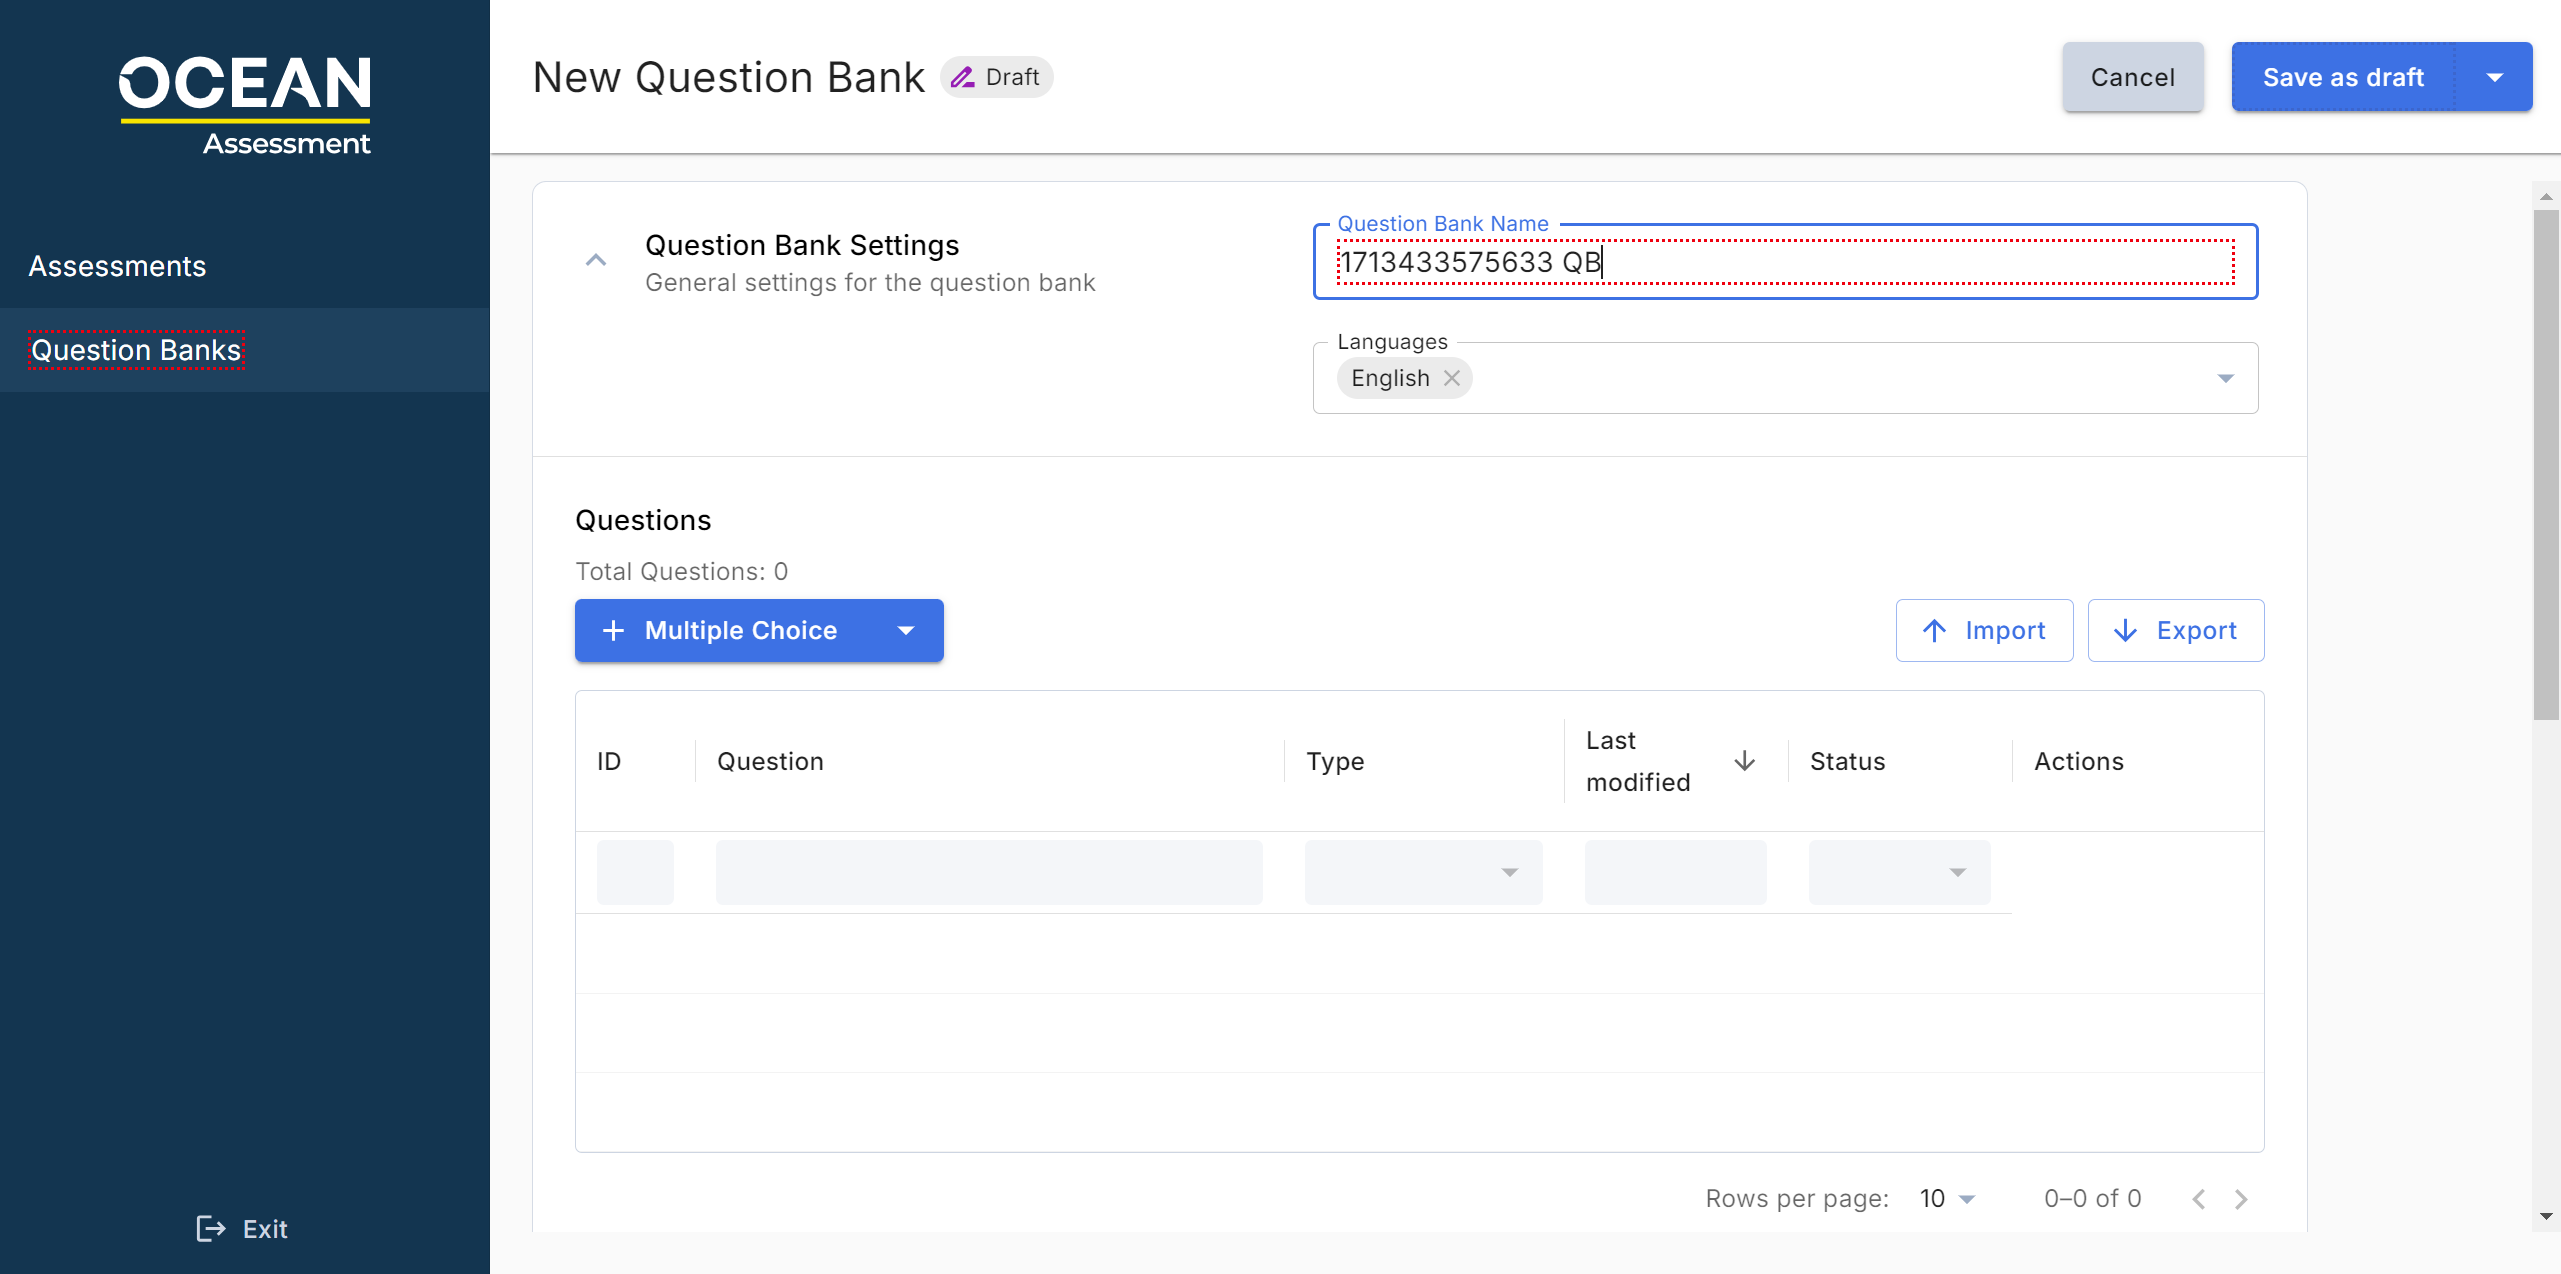 OCEAN
Assessment
Assessments
Question Banks
Exit
New Question Bank
Draft
Cancel
Save as draft
Question Bank Settings
General settings for the question bank
Question Bank Name
1713433575633 QB
Languages
English
Questions
Total Questions: 0
Multiple Choice
Import
Export
ID
Question
Type
Last
modified
Status
Actions
Rows per page: 10
0–0 of 0